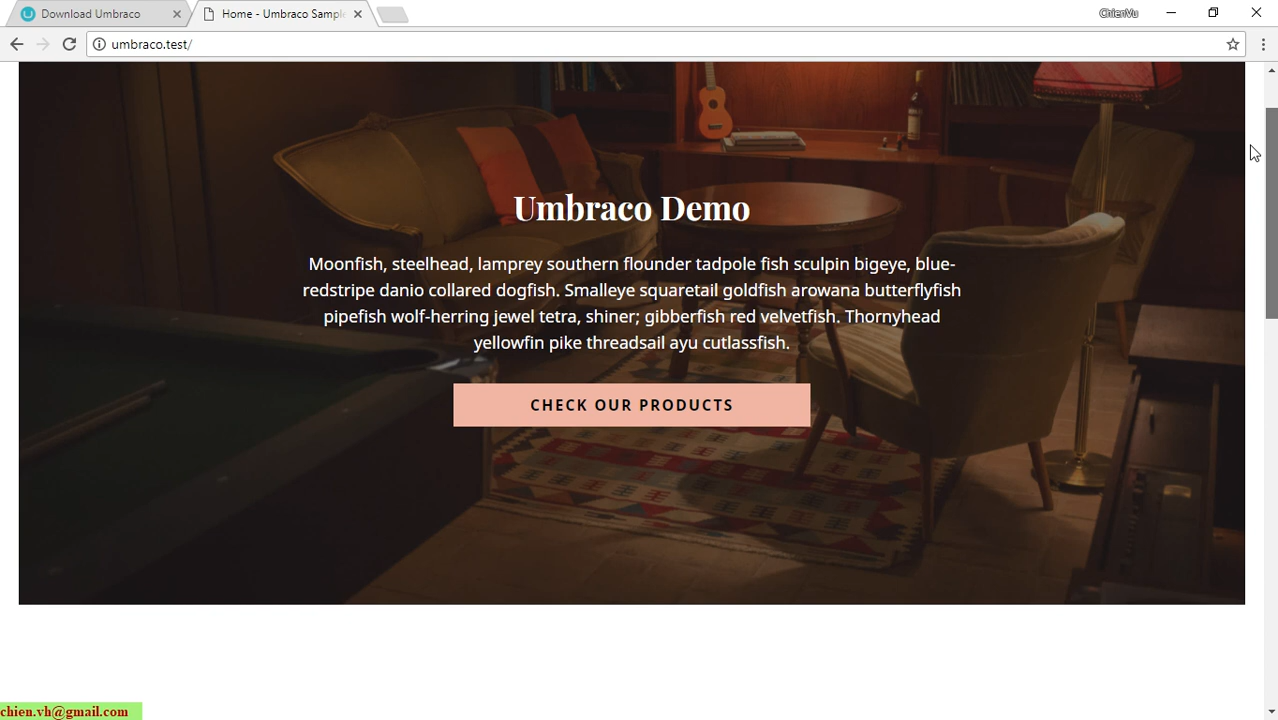 Download Umbraco
Home - Umbraco Sample
ChienVu
umbraco.test/
Umbraco Demo
Moonfish, steelhead, lamprey southern flounder tadpole fish sculpin bigeye, blue-
redstripe danio collared dogfish. Smalleye squaretail goldfish arowana butterflyfish
pipefish wolf-herring jewel tetra, shiner; gibberfish red velvetfish. Thornyhead
yellowfin pike threadsail ayu cutlassfish.
CHECK OUR PRODUCTS
chien.vh@gmail.com